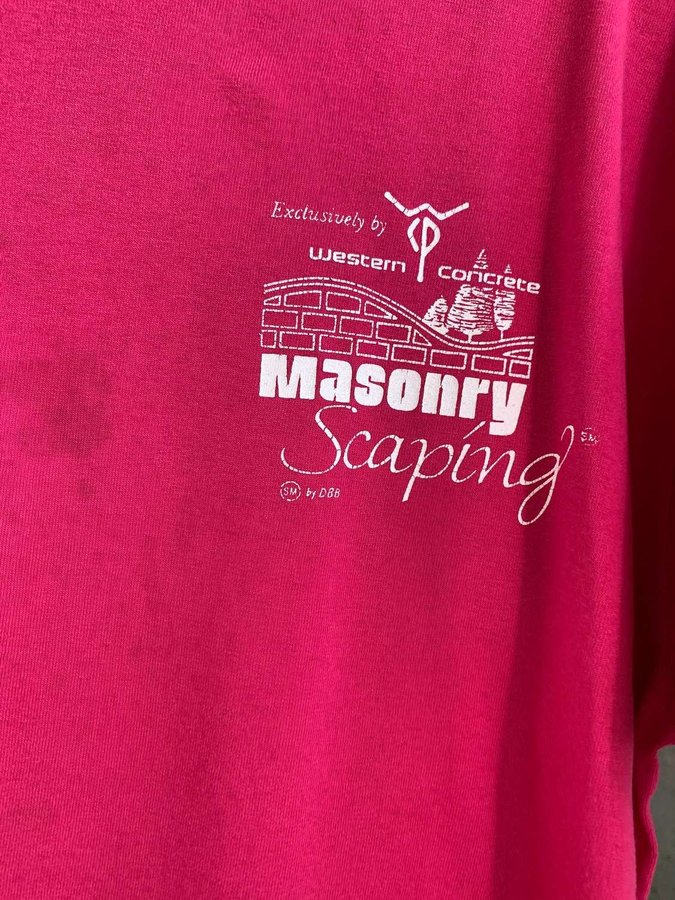 Exclusively by
Western Concrete
Masonry
Scaping SM
SM by DBB